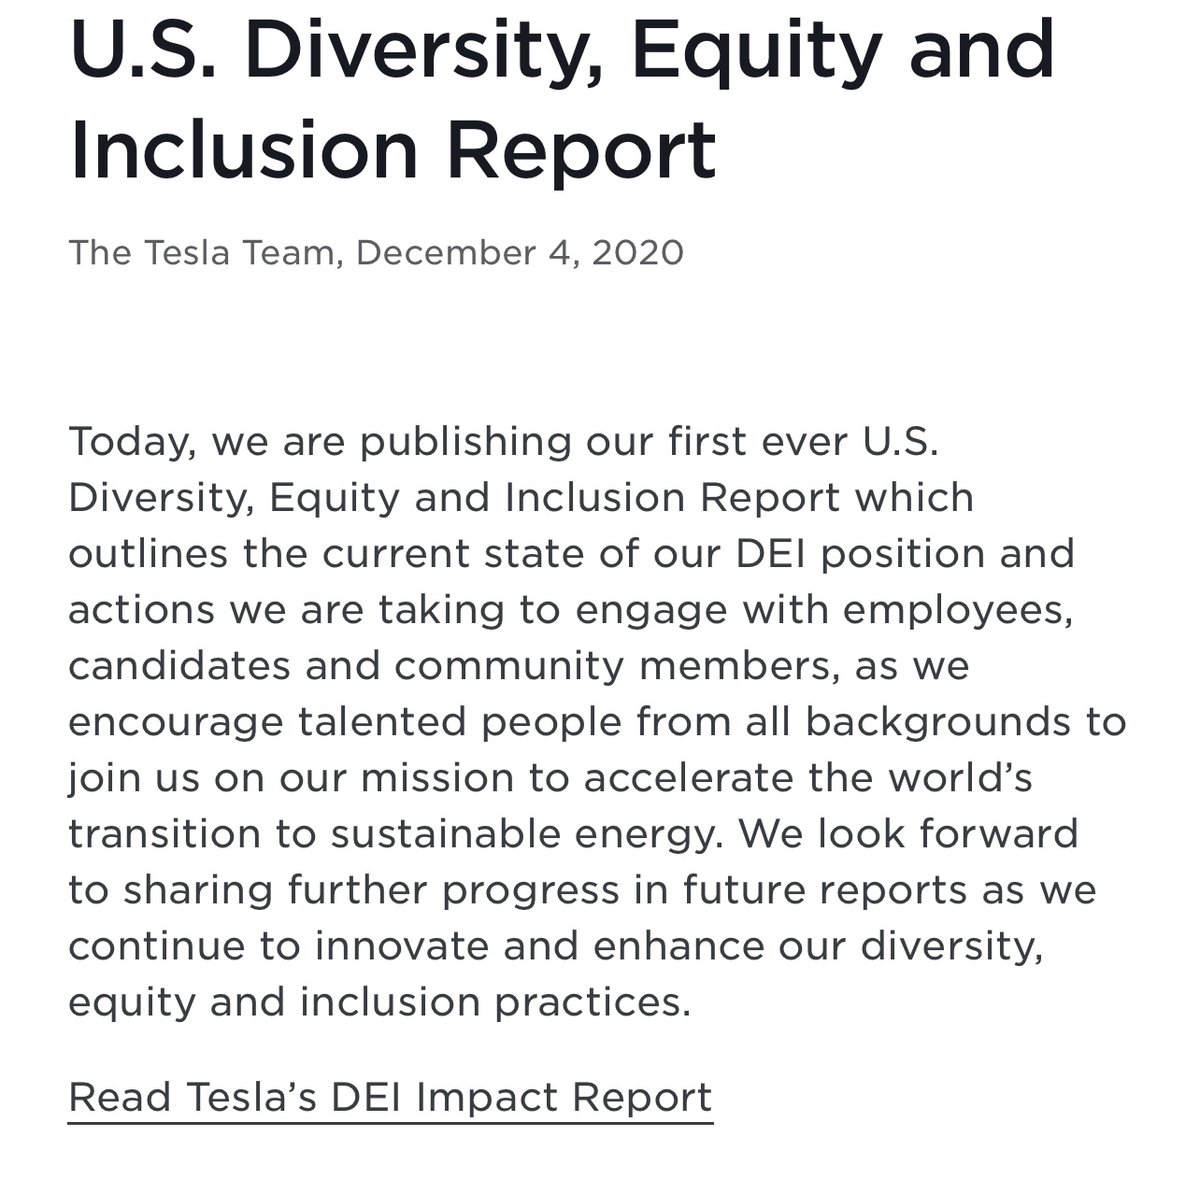 U.S. Diversity, Equity and
Inclusion Report
The Tesla Team, December 4, 2020
Today, we are publishing our first ever U.S.
Diversity, Equity and Inclusion Report which
outlines the current state of our DEI position and
actions we are taking to engage with employees,
candidates and community members, as we
encourage talented people from all backgrounds to
join us on our mission to accelerate the world’s
transition to sustainable energy. We look forward
to sharing further progress in future reports as we
continue to innovate and enhance our diversity,
equity and inclusion practices.
Read Tesla’s DEI Impact Report